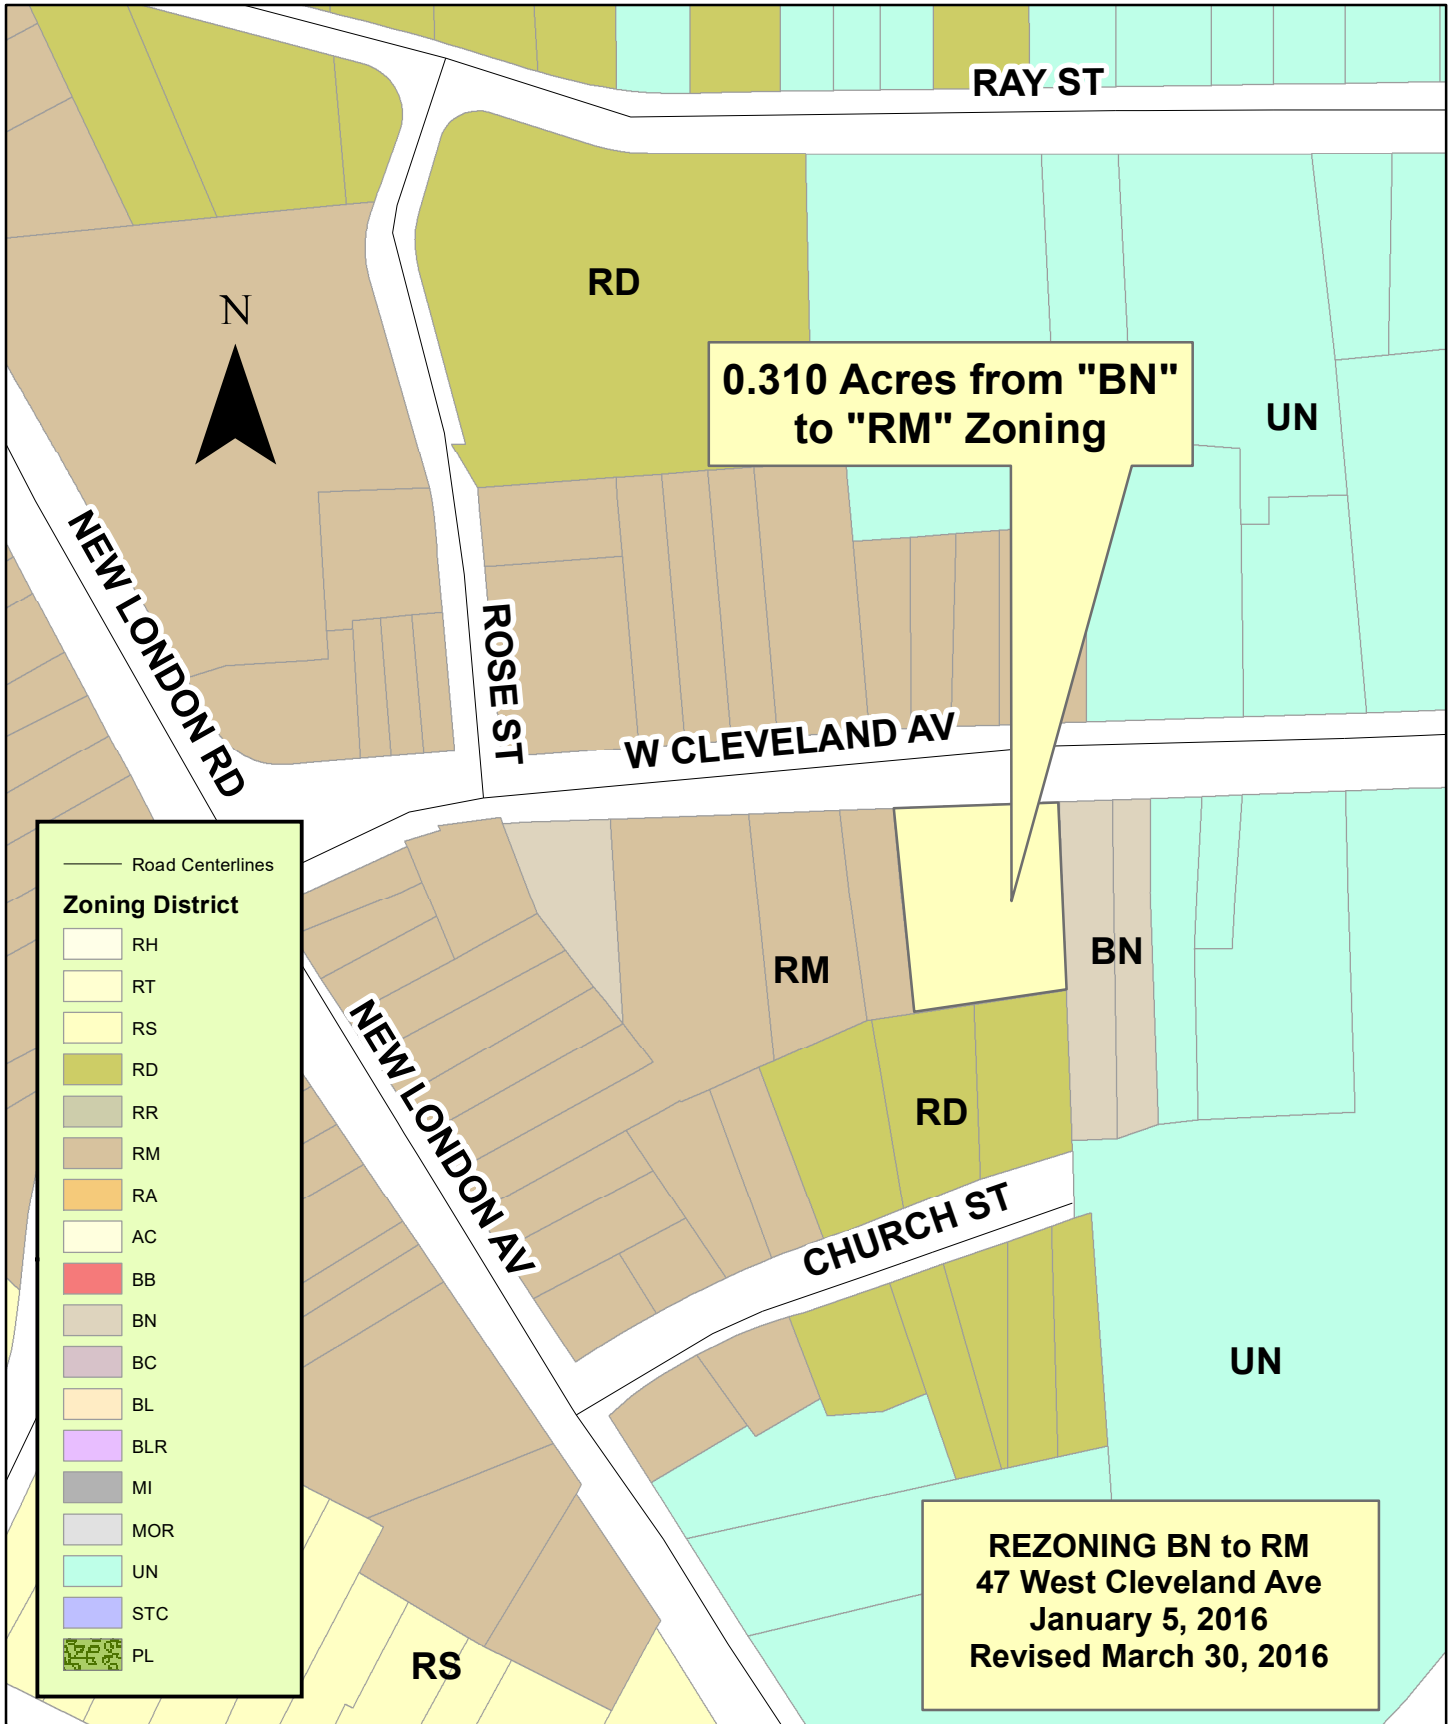 RAY ST
RD
N
0.310 Acres from "BN"
to "RM" Zoning
UN
NEW LONDON RD
ROSE ST
W CLEVELAND AV
Road Centerlines
Zoning District
RH
RT
RS
RD
RR
RM
RA
AC
BB
BN
BC
BL
BLR
MI
MOR
UN
STC
PL
RM
BN
NEW LONDON AV
RD
CHURCH ST
UN
RS
REZONING BN to RM
47 West Cleveland Ave
January 5, 2016
Revised March 30, 2016